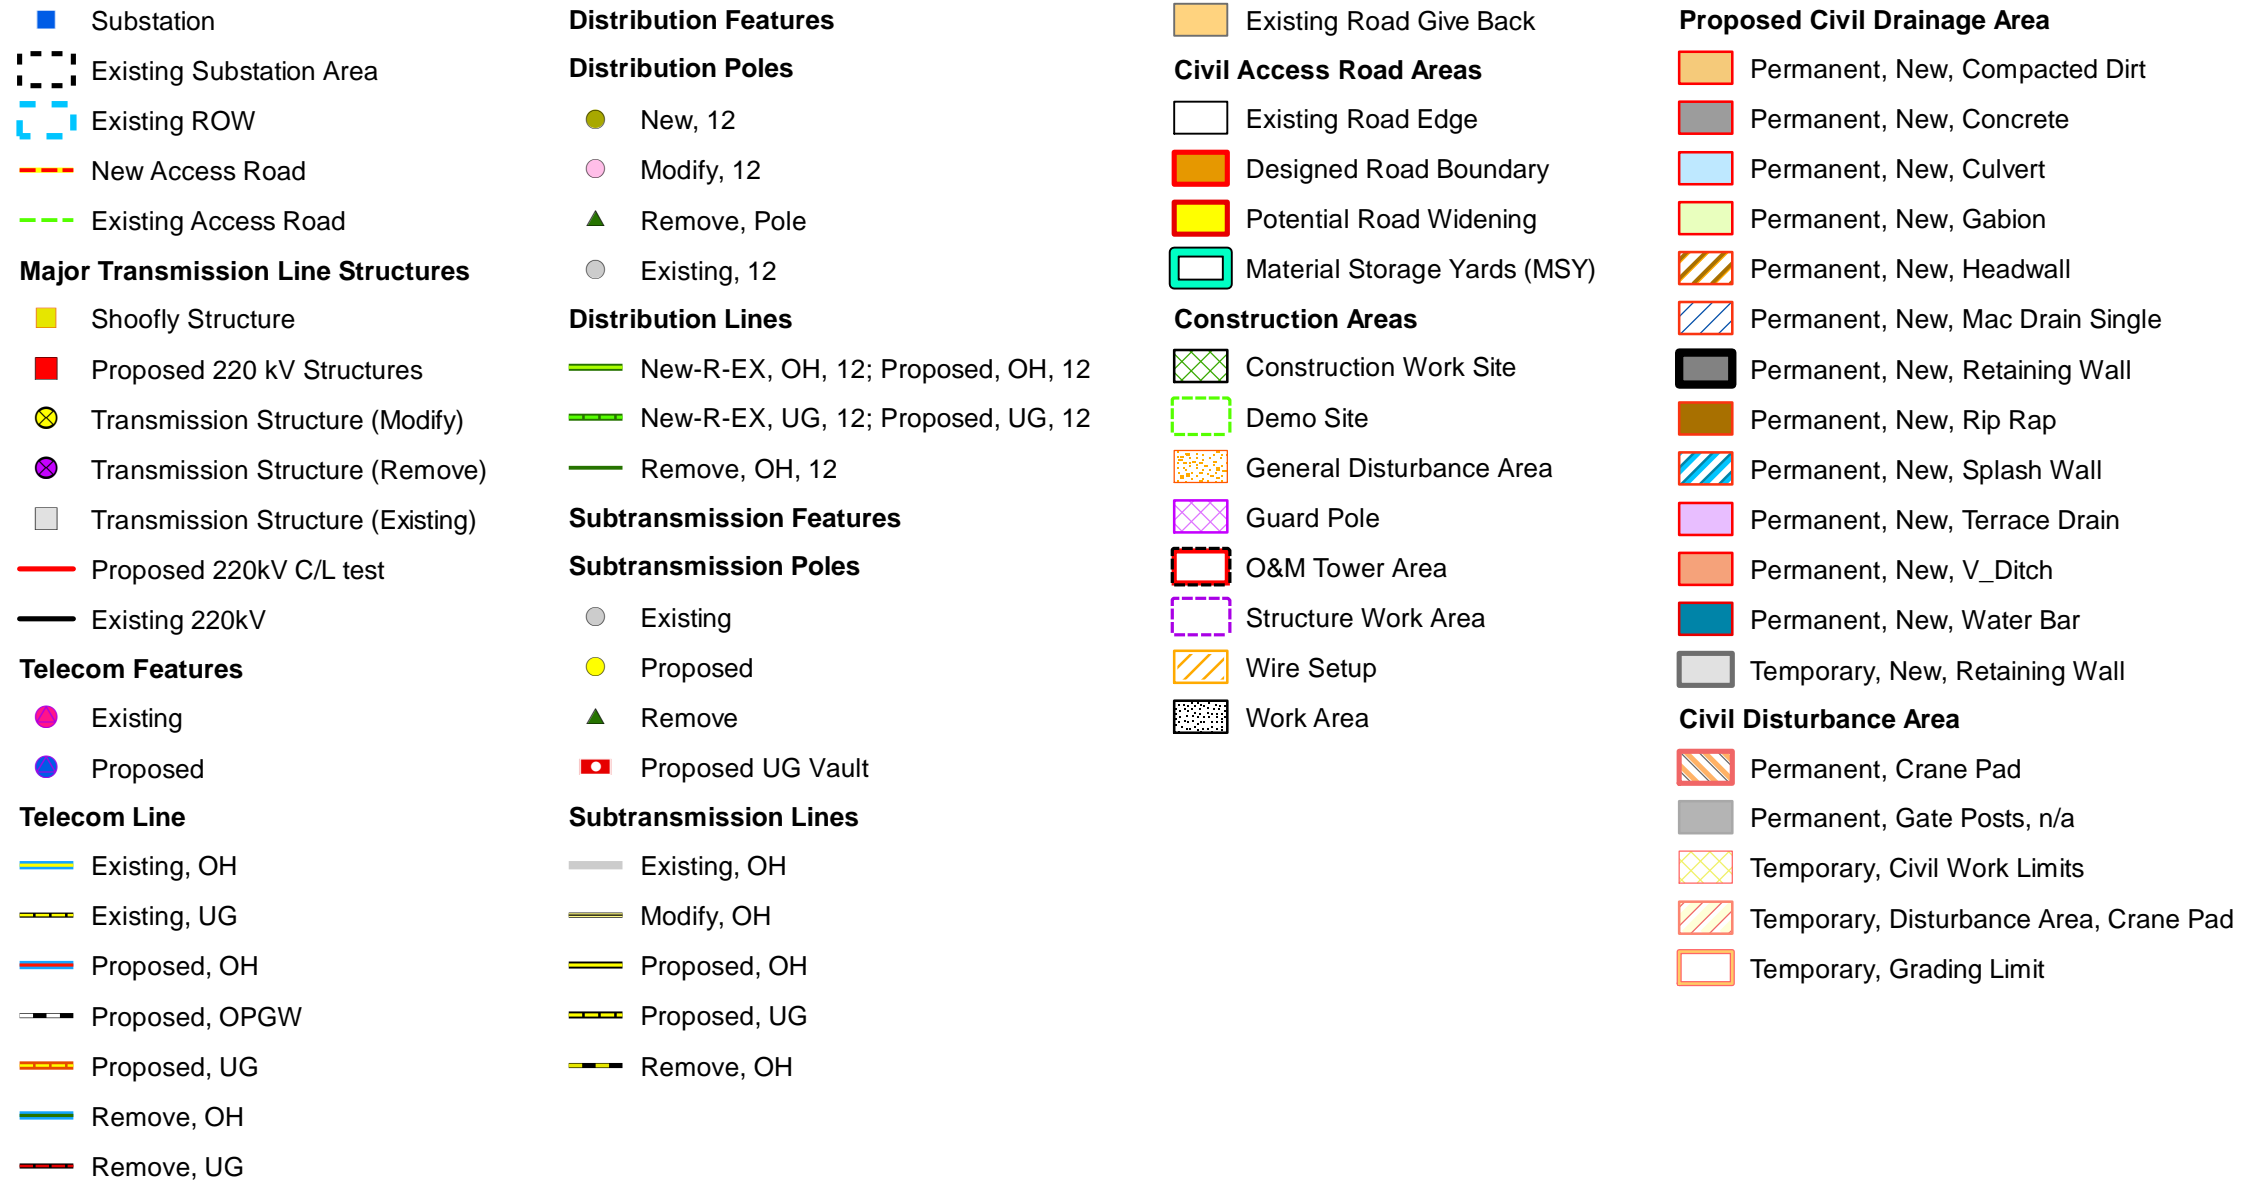 Substation
Existing Substation Area
Existing ROW
New Access Road
Existing Access Road
Major Transmission Line Structures
Shoofly Structure
Proposed 220 kV Structures
Transmission Structure (Modify)
Transmission Structure (Remove)
Transmission Structure (Existing)
Proposed 220kV C/L test
Existing 220kV
Telecom Features
Existing
Proposed
Telecom Line
Existing, OH
Existing, UG
Proposed, OH
Proposed, OPGW
Proposed, UG
Remove, OH
Remove, UG
Distribution Features
Distribution Poles
New, 12
Modify, 12
Remove, Pole
Existing, 12
Distribution Lines
New-R-EX, OH, 12; Proposed, OH, 12
New-R-EX, UG, 12; Proposed, UG, 12
Remove, OH, 12
Subtransmission Features
Subtransmission Poles
Existing
Proposed
Remove
Proposed UG Vault
Subtransmission Lines
Existing, OH
Modify, OH
Proposed, OH
Proposed, UG
Remove, OH
Existing Road Give Back
Civil Access Road Areas
Existing Road Edge
Designed Road Boundary
Potential Road Widening
Material Storage Yards (MSY)
Construction Areas
Construction Work Site
Demo Site
General Disturbance Area
Guard Pole
O&M Tower Area
Structure Work Area
Wire Setup
Work Area
Proposed Civil Drainage Area
Permanent, New, Compacted Dirt
Permanent, New, Concrete
Permanent, New, Culvert
Permanent, New, Gabion
Permanent, New, Headwall
Permanent, New, Mac Drain Single
Permanent, New, Retaining Wall
Permanent, New, Rip Rap
Permanent, New, Splash Wall
Permanent, New, Terrace Drain
Permanent, New, V_Ditch
Permanent, New, Water Bar
Temporary, New, Retaining Wall
Civil Disturbance Area
Permanent, Crane Pad
Permanent, Gate Posts, n/a
Temporary, Civil Work Limits
Temporary, Disturbance Area, Crane Pad
Temporary, Grading Limit